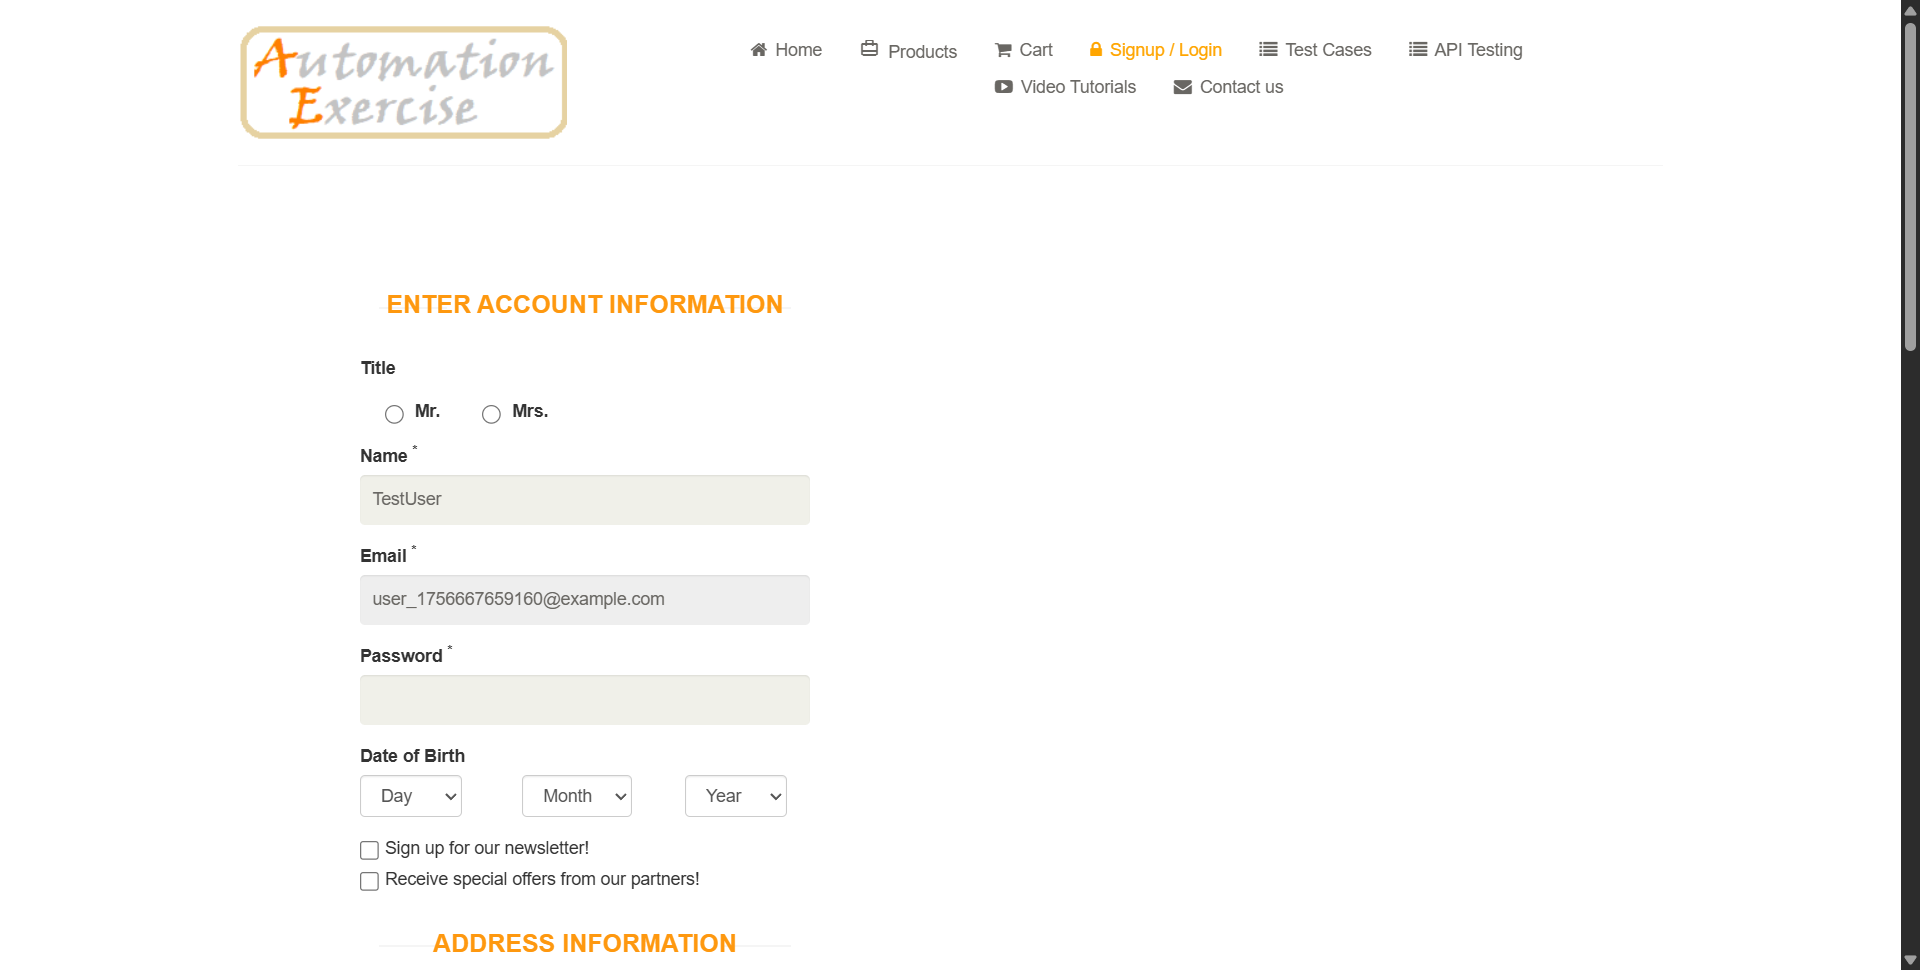 Automation
Exercise
Home Products Cart Signup / Login Test Cases API Testing
Video Tutorials Contact us
ENTER ACCOUNT INFORMATION
Title
Mr. Mrs.
Name *
TestUser
Email *
user_1756667659160@example.com
Password *
Date of Birth
Day Month Year
Sign up for our newsletter!
Receive special offers from our partners!
ADDRESS INFORMATION